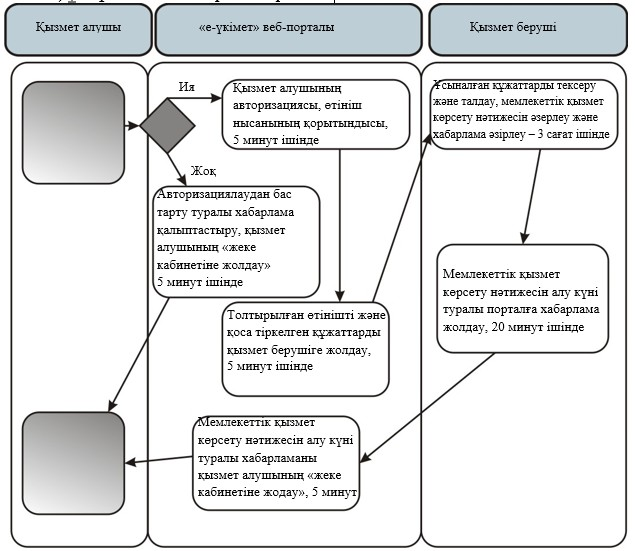 Қызмет алушы
«е-үкімет» веб-порталы
Қызмет беруші
Ия
Қызмет алушының
авторизациясы, өтініш
нысанының қорытындысы,
5 минут ішінде
Ұсыналған құжаттарды тексеру
және талдау, мемлекеттік қызмет
көрсету нәтижесін әзерлеу және
хабарлама әзірлеу – 3 сағат ішінде
Жоқ
Авторизациялаудан бас
тарту туралы хабарлама
қалыптастыру, қызмет
алушының «жеке
кабинетіне жолдау»
5 минут ішінде
Мемлекеттік қызмет
көрсету нәтижесін алу күні
туралы порталға хабарлама
жолдау, 20 минут ішінде
Толтырылған өтінішті және
қоса тіркелген құжаттарды
қызмет берушіге жолдау,
5 минут ішінде
Мемлекеттік қызмет
көрсету нәтижесін алу күні
туралы хабарламаны
қызмет алушының «жеке
кабинетіне жодау», 5 минут